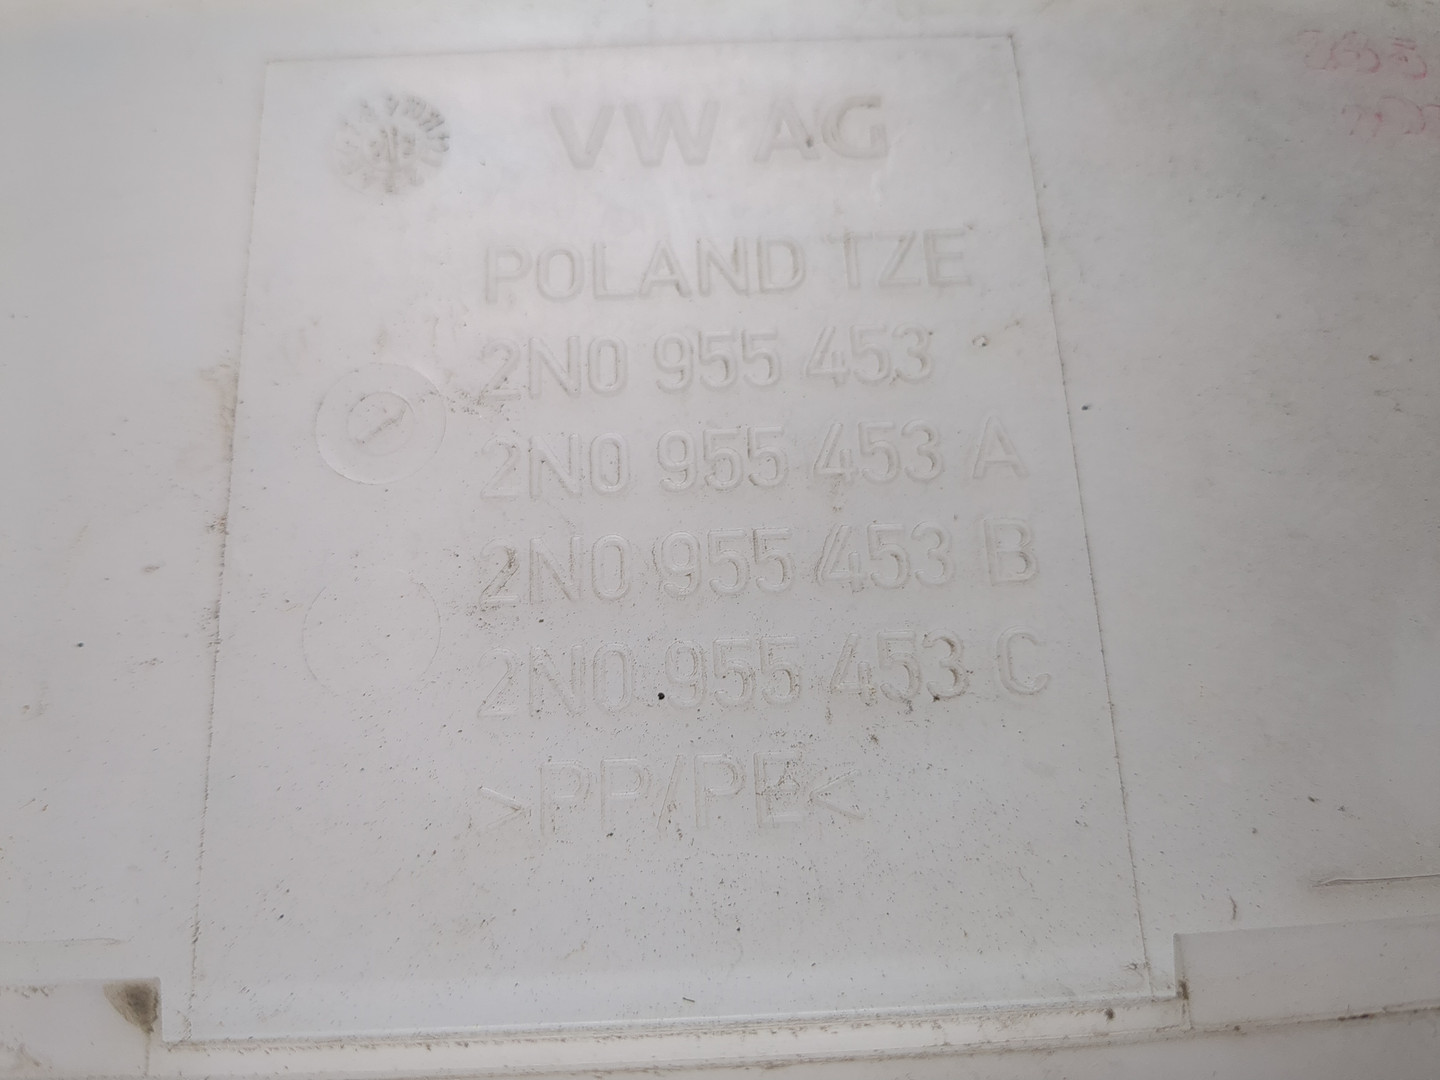 VW AG
POLAND TZE
2N0 955 453
2N0 955 453 A
2N0 955 453 B
2N0 955 453 C
>PP/PE<